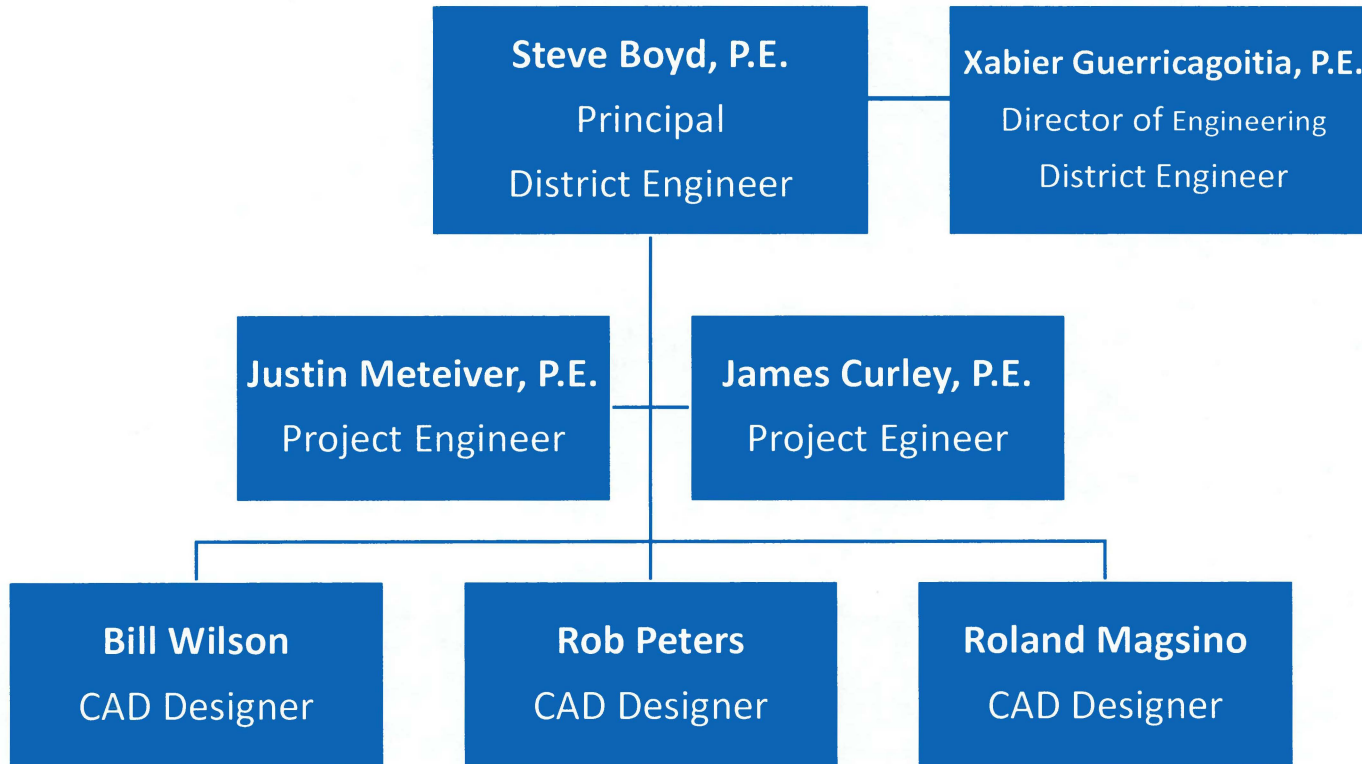 Steve Boyd, P.E.
Principal
District Engineer
Xabier Guerricagoitia, P.E.
Director of Engineering
District Engineer
Justin Meteiver, P.E.
Project Engineer
James Curley, P.E.
Project Egineer
Bill Wilson
CAD Designer
Rob Peters
CAD Designer
Roland Magsino
CAD Designer